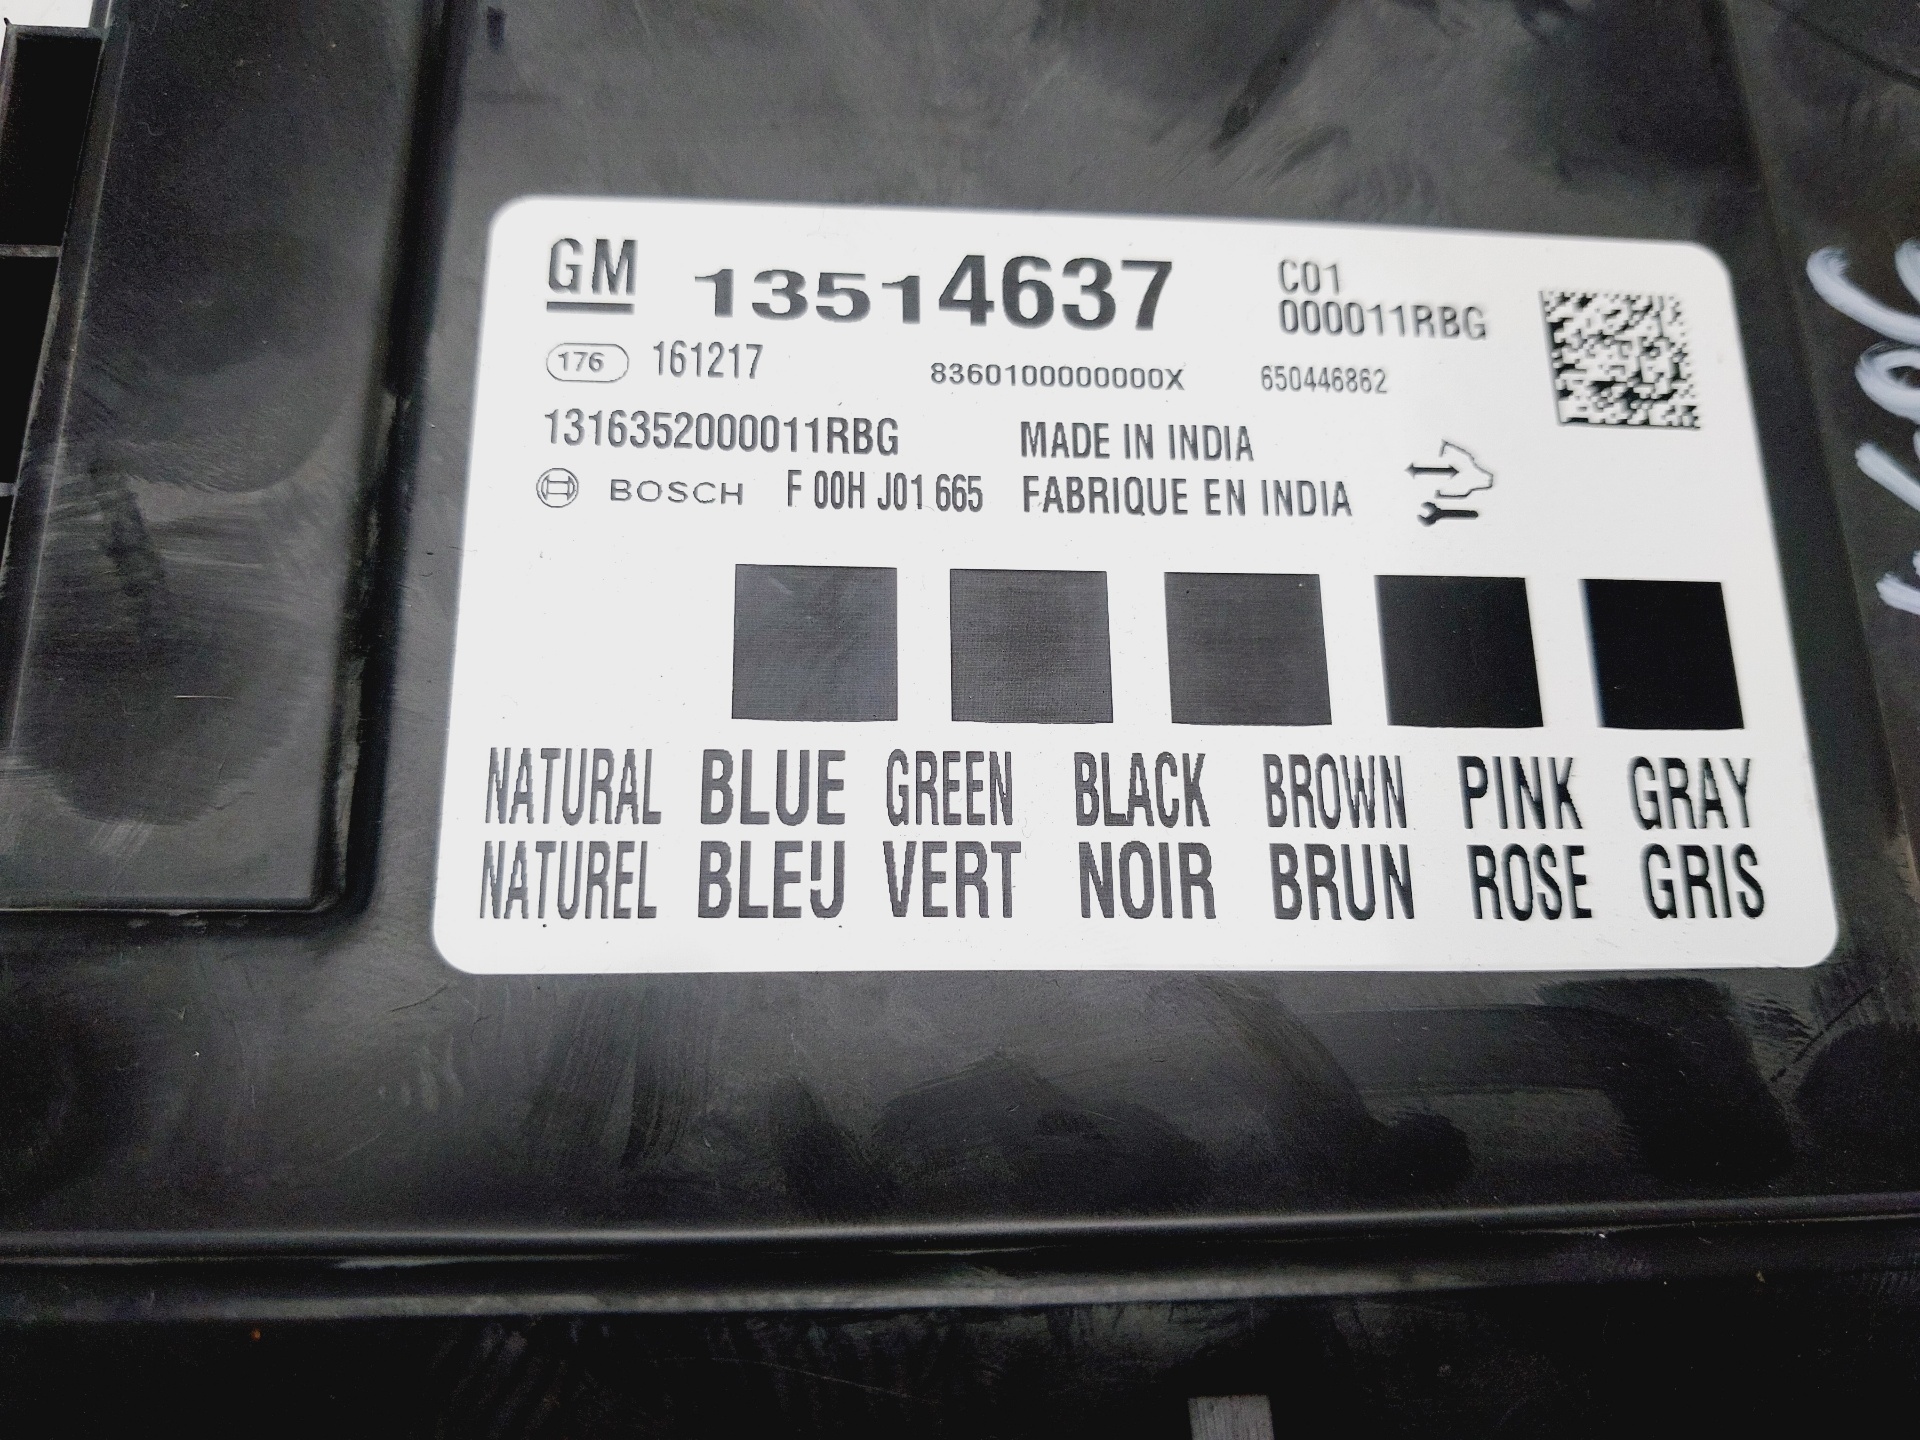 GM 13514637 C01
000011RBG
176 161217 8360100000000X 650446862
1316352000011RBG MADE IN INDIA
BOSCH F 00H J01 665 FABRIQUE EN INDIA
NATURAL BLUE GREEN BLACK BROWN PINK GRAY
NATUREL BLEU VERT NOIR BRUN ROSE GRIS